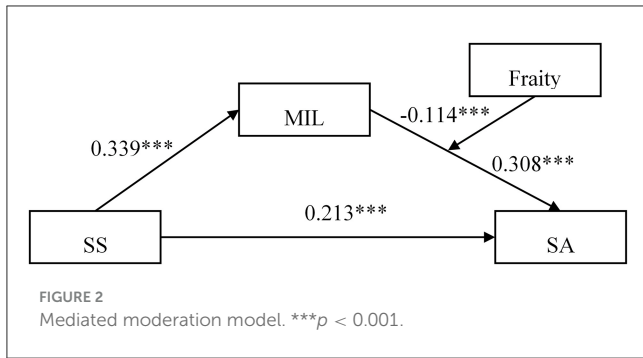 Fraity
MIL
-0.114***
0.339***
0.308***
0.213***
SS
SA
FIGURE 2
Mediated moderation model. ***p < 0.001.